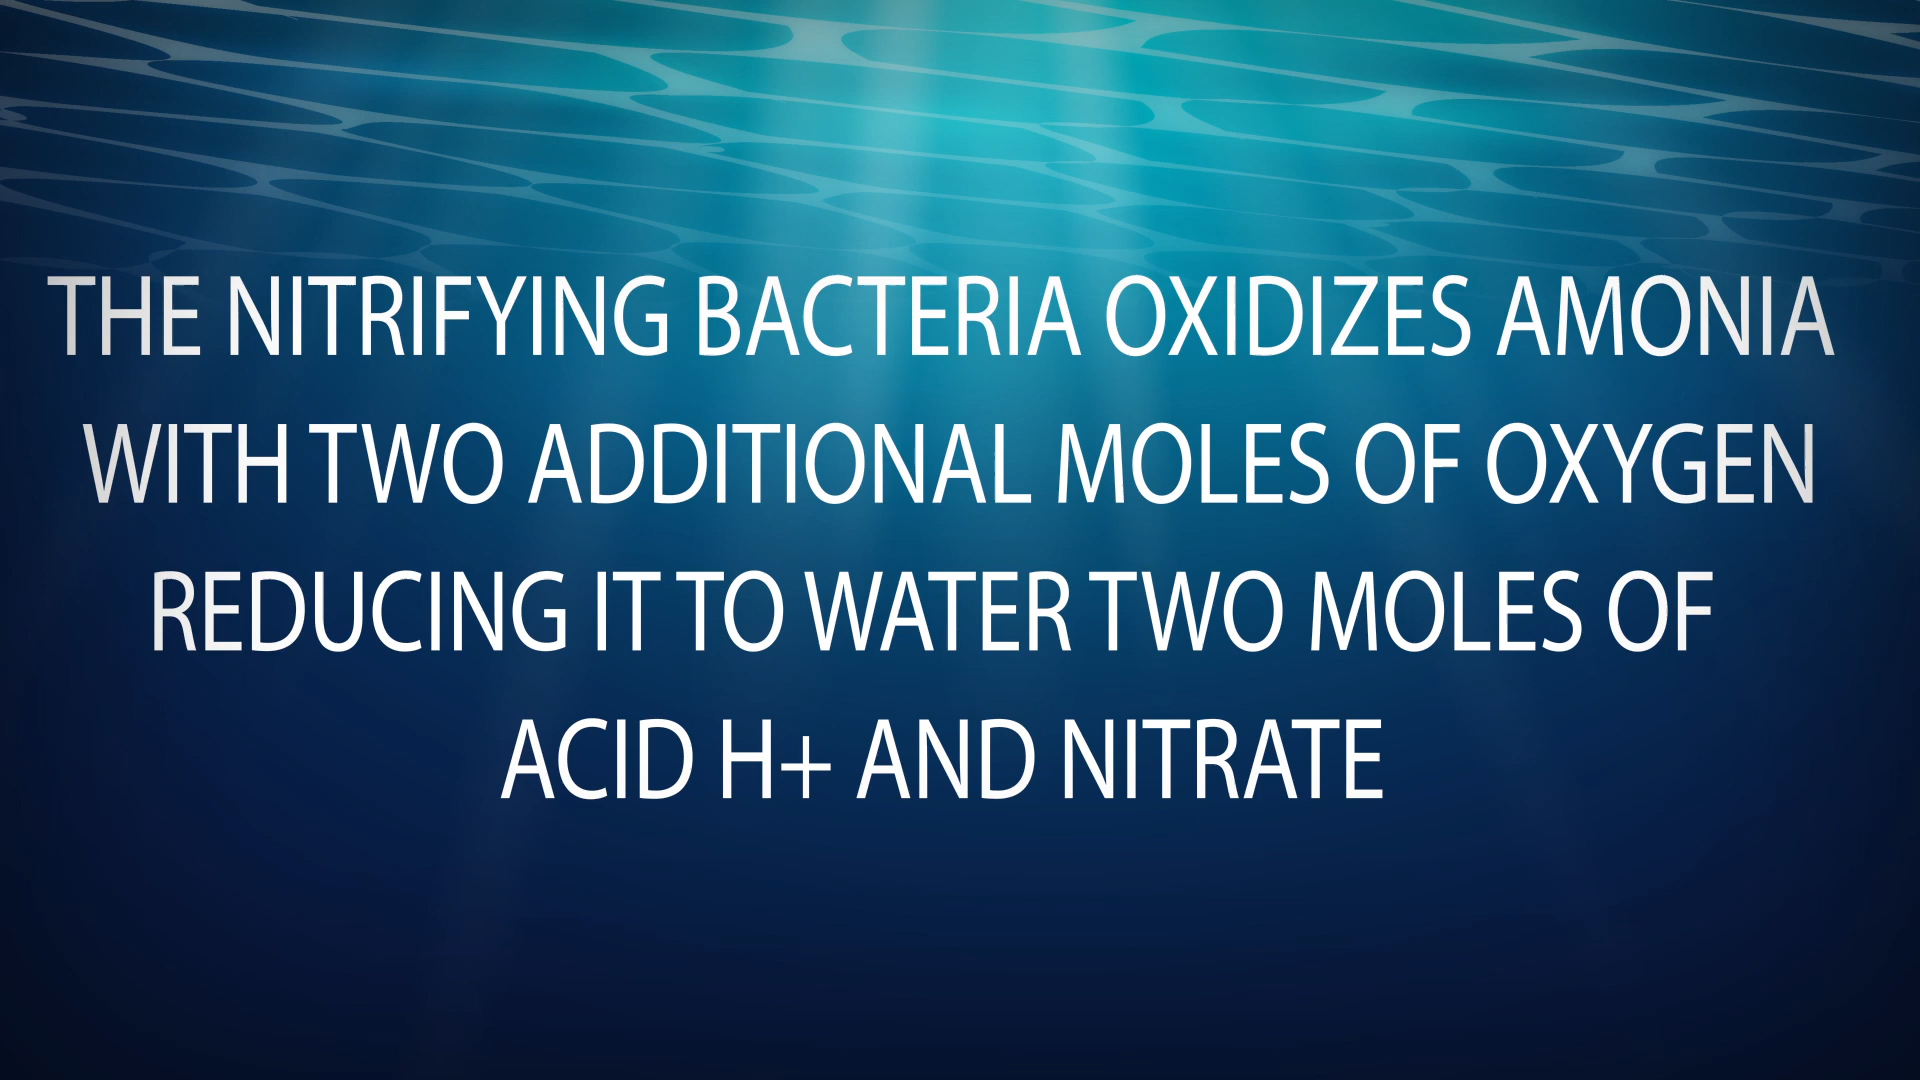 THE NITRIFYING BACTERIA OXIDIZES AMONIA
WITH TWO ADDITIONAL MOLES OF OXYGEN
REDUCING IT TO WATER TWO MOLES OF
ACID H+ AND NITRATE